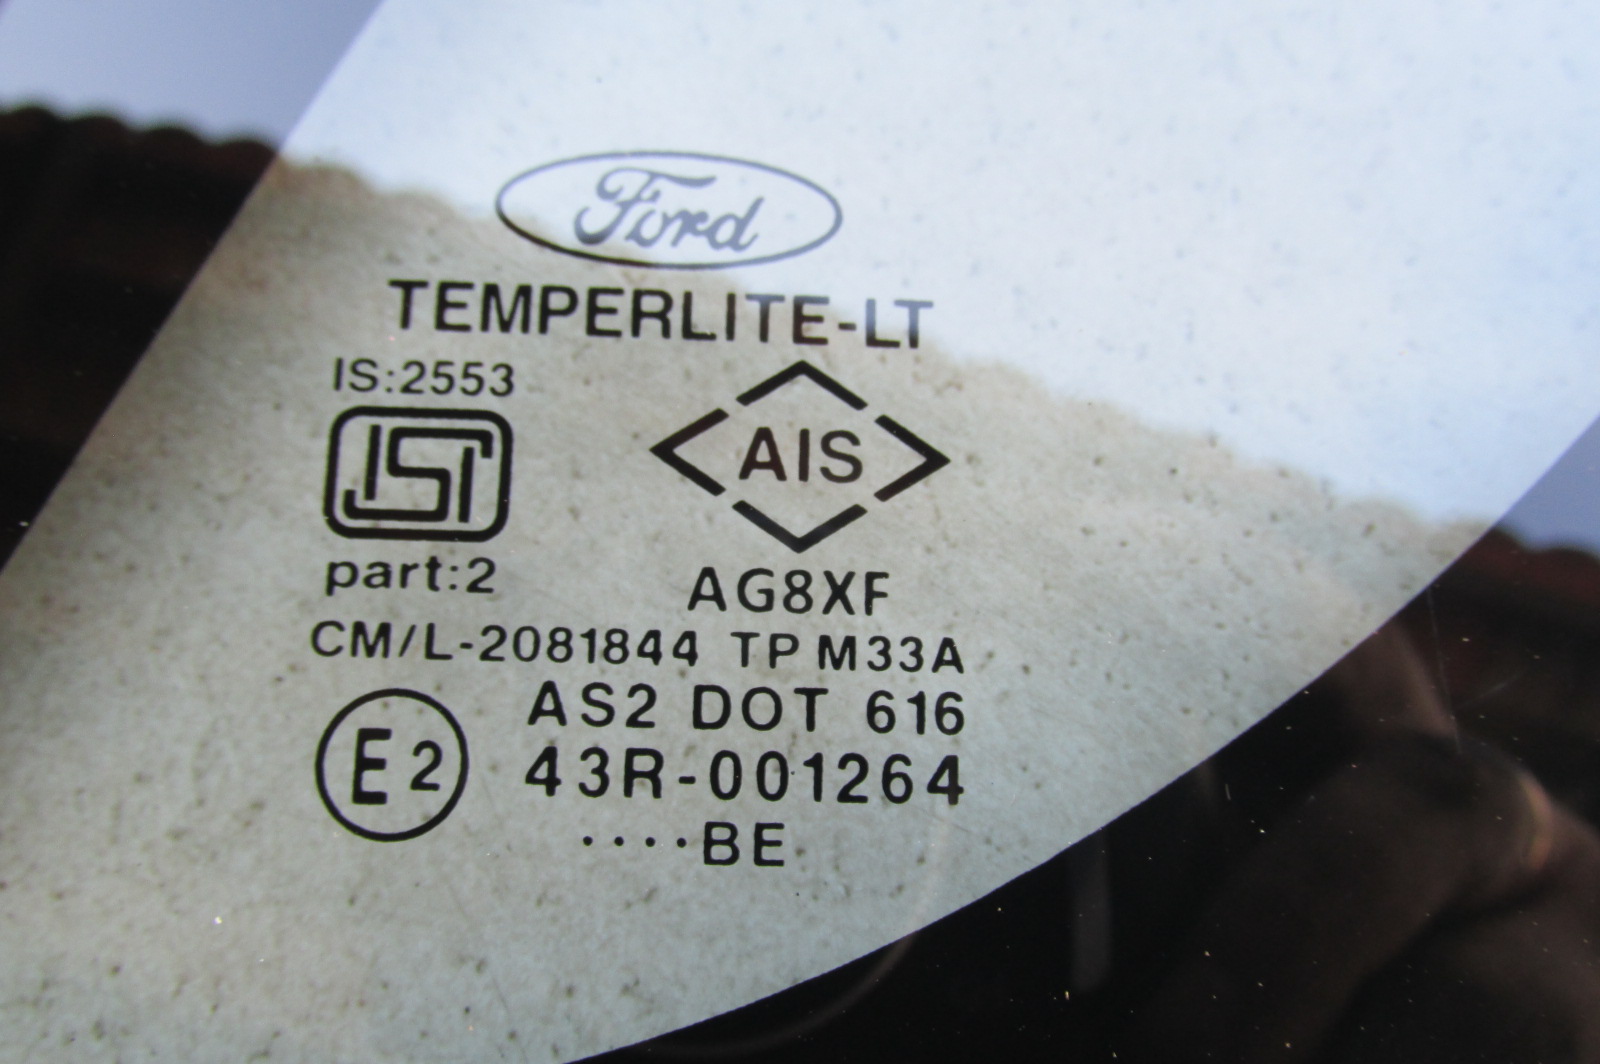 Ford
TEMPERLITE-LT
IS:2553
ISI
part:2
AIS
AG8XF
CM/L-2081844 TP M33A
E2
AS2 DOT 616
43R-001264
····BE